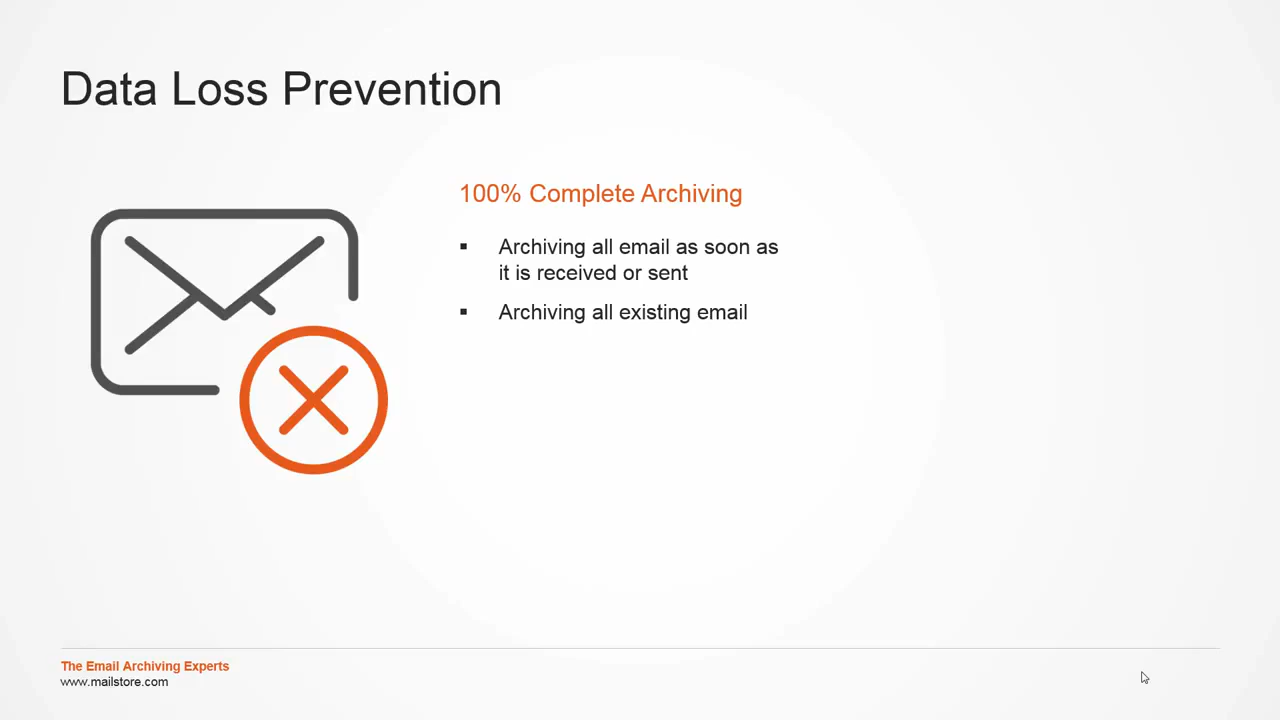 Data Loss Prevention
100% Complete Archiving
▪ Archiving all email as soon as
it is received or sent
▪ Archiving all existing email
The Email Archiving Experts
www.mailstore.com